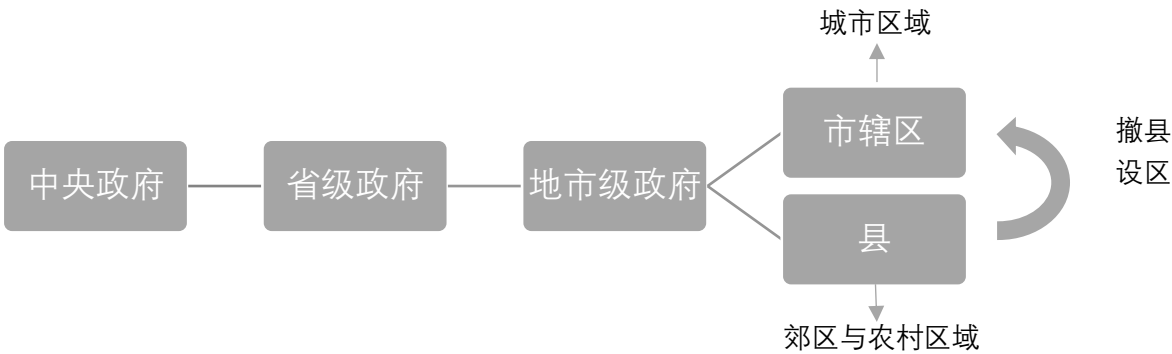 城市区域
市辖区
中央政府
省级政府
地市级政府
撤县
设区
县
郊区与农村区域